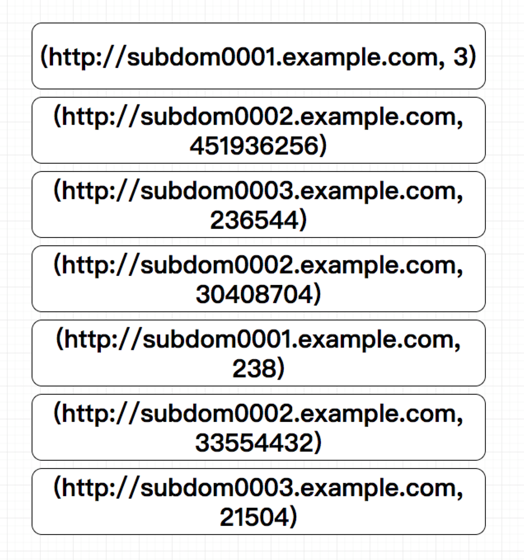 (http://subdom0001.example.com, 3)
(http://subdom0002.example.com,
451936256)
(http://subdom0003.example.com,
236544)
(http://subdom0002.example.com,
30408704)
(http://subdom0001.example.com,
238)
(http://subdom0002.example.com,
33554432)
(http://subdom0003.example.com,
21504)